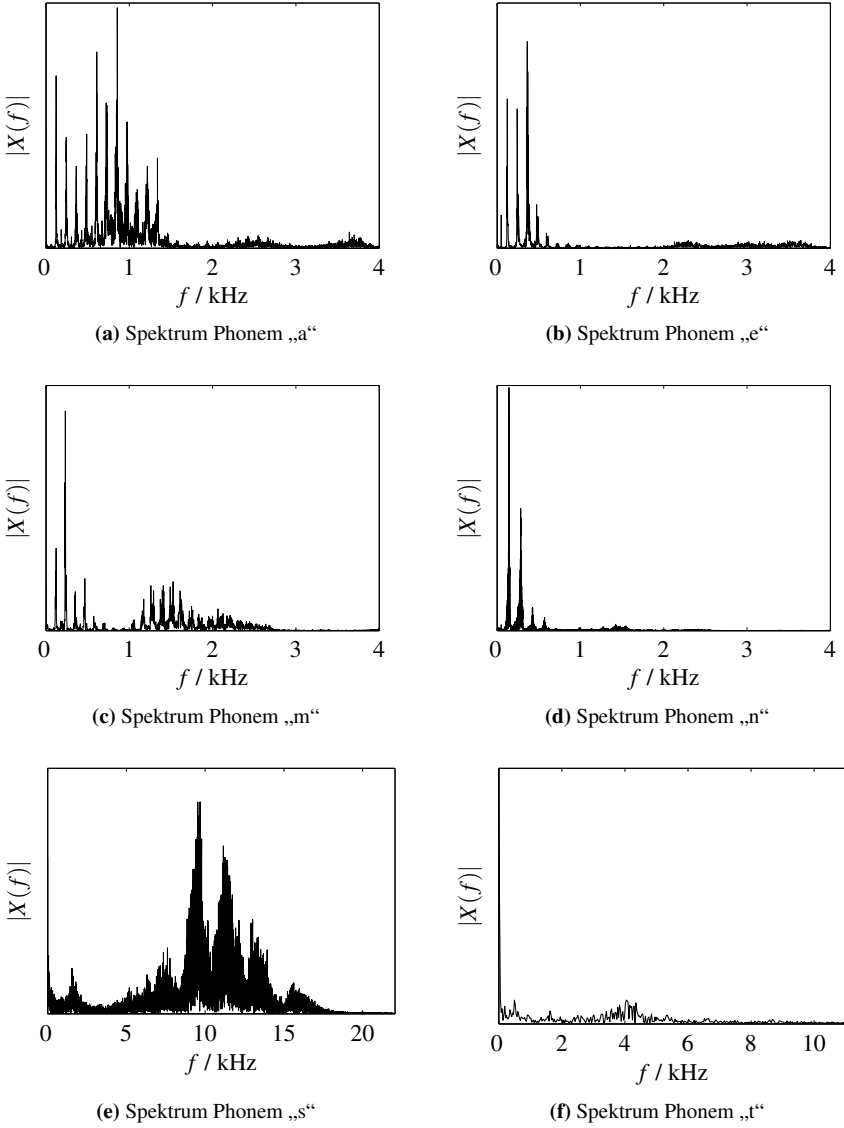 |X(f)|
|X(f)|
0 1 2 3 4
0 1 2 3 4
f / kHz
f / kHz
(a) Spektrum Phonem „a“
(b) Spektrum Phonem „e“
|X(f)|
|X(f)|
0 1 2 3 4
0 1 2 3 4
f / kHz
f / kHz
(c) Spektrum Phonem „m“
(d) Spektrum Phonem „n“
|X(f)|
|X(f)|
0 5 10 15 20
0 2 4 6 8 10
f / kHz
f / kHz
(e) Spektrum Phonem „s“
(f) Spektrum Phonem „t“